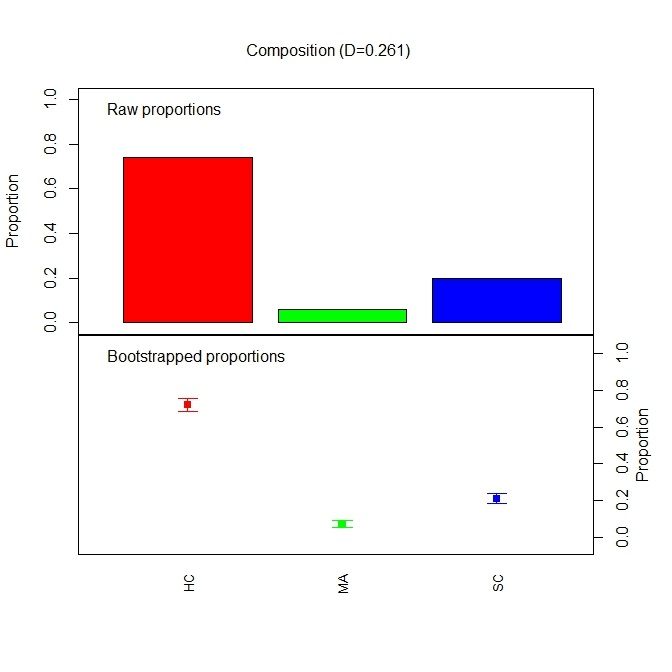 Composition (D=0.261)
Raw proportions
Proportion
1.0
0.8
0.6
0.4
0.2
0.0
Bootstrapped proportions
1.0
0.8
0.6
0.4
0.2
0.0
Proportion
HC
MA
SC